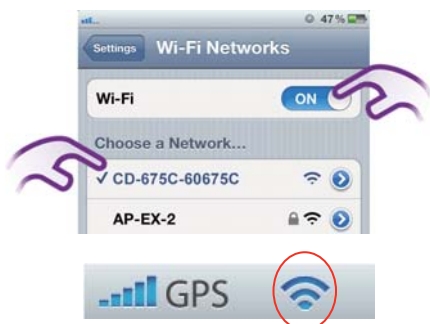 47%
Settings Wi-Fi Networks
Wi-Fi ON
Choose a Network...
✓ CD-675C-60675C
AP-EX-2
GPS